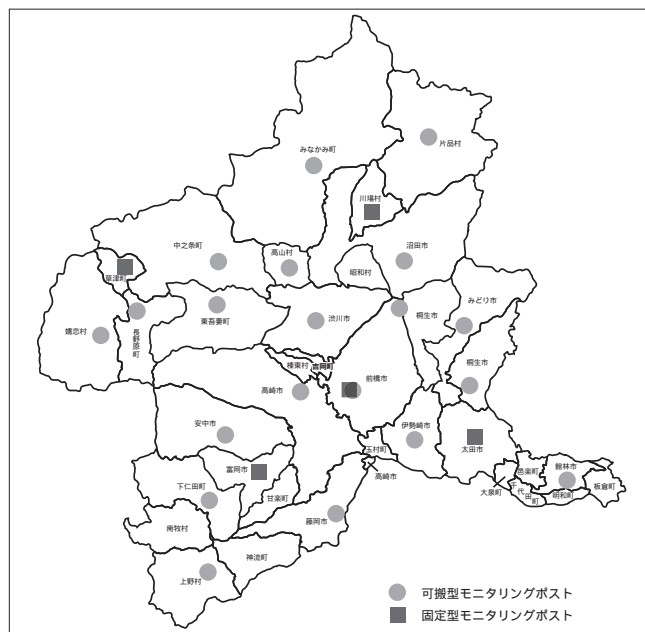 みなかみ町
片品村
川場村
中之条町
高山村
沼田市
昭和村
草津町
みどり市
東吾妻町
渋川市
桐生市
嬬恋村
長野原町
榛東村
吉岡町
前橋市
桐生市
高崎市
安中市
伊勢崎市
玉村町
太田市
富岡市
高崎市
邑楽町
館林市
下仁田町
甘楽町
大泉町
千代田町
明和町
板倉町
藤岡市
南牧村
神流町
上野村
可搬型モニタリングポスト
固定型モニタリングポスト